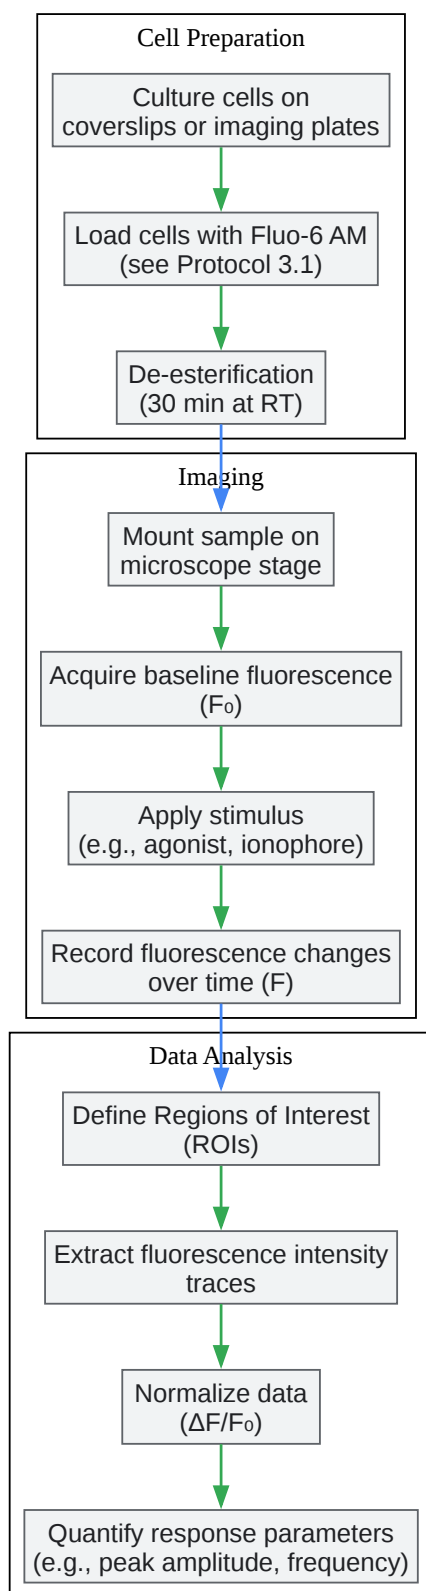 Cell Preparation
Culture cells on
coverslips or imaging plates
Load cells with Fluo-6 AM
(see Protocol 3.1)
De-esterification
(30 min at RT)
Imaging
Mount sample on
microscope stage
Acquire baseline fluorescence
(F₀)
Apply stimulus
(e.g., agonist, ionophore)
Record fluorescence changes
over time (F)
Data Analysis
Define Regions of Interest
(ROIs)
Extract fluorescence intensity
traces
Normalize data
(ΔF/F₀)
Quantify response parameters
(e.g., peak amplitude, frequency)